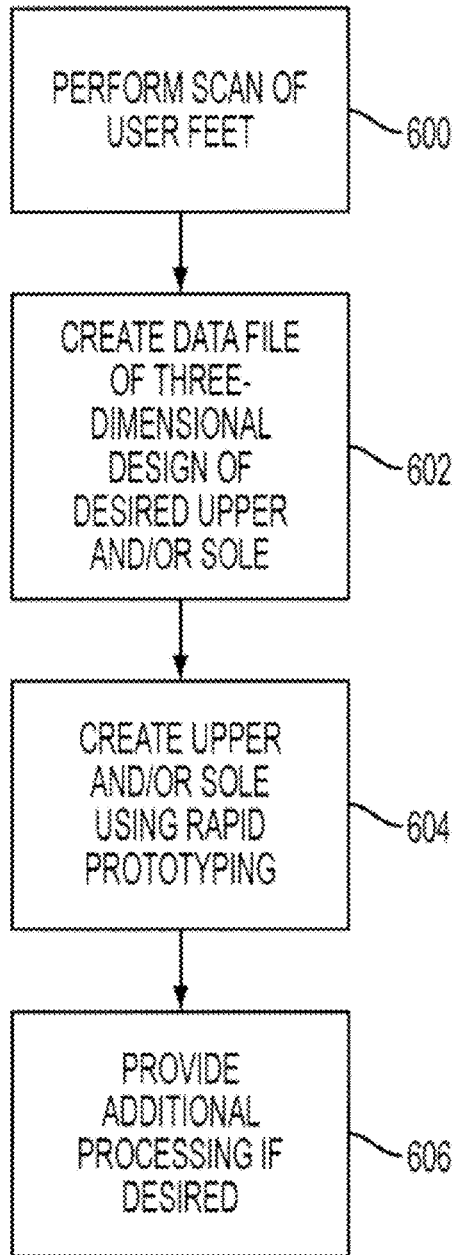 PERFORM SCAN OF
USER FEET
600
CREATE DATA FILE
OF THREE-
DIMENSIONAL
DESIGN OF
DESIRED UPPER
AND/OR SOLE
602
CREATE UPPER
AND/OR SOLE
USING RAPID
PROTOTYPING
604
PROVIDE
ADDITIONAL
PROCESSING IF
DESIRED
606